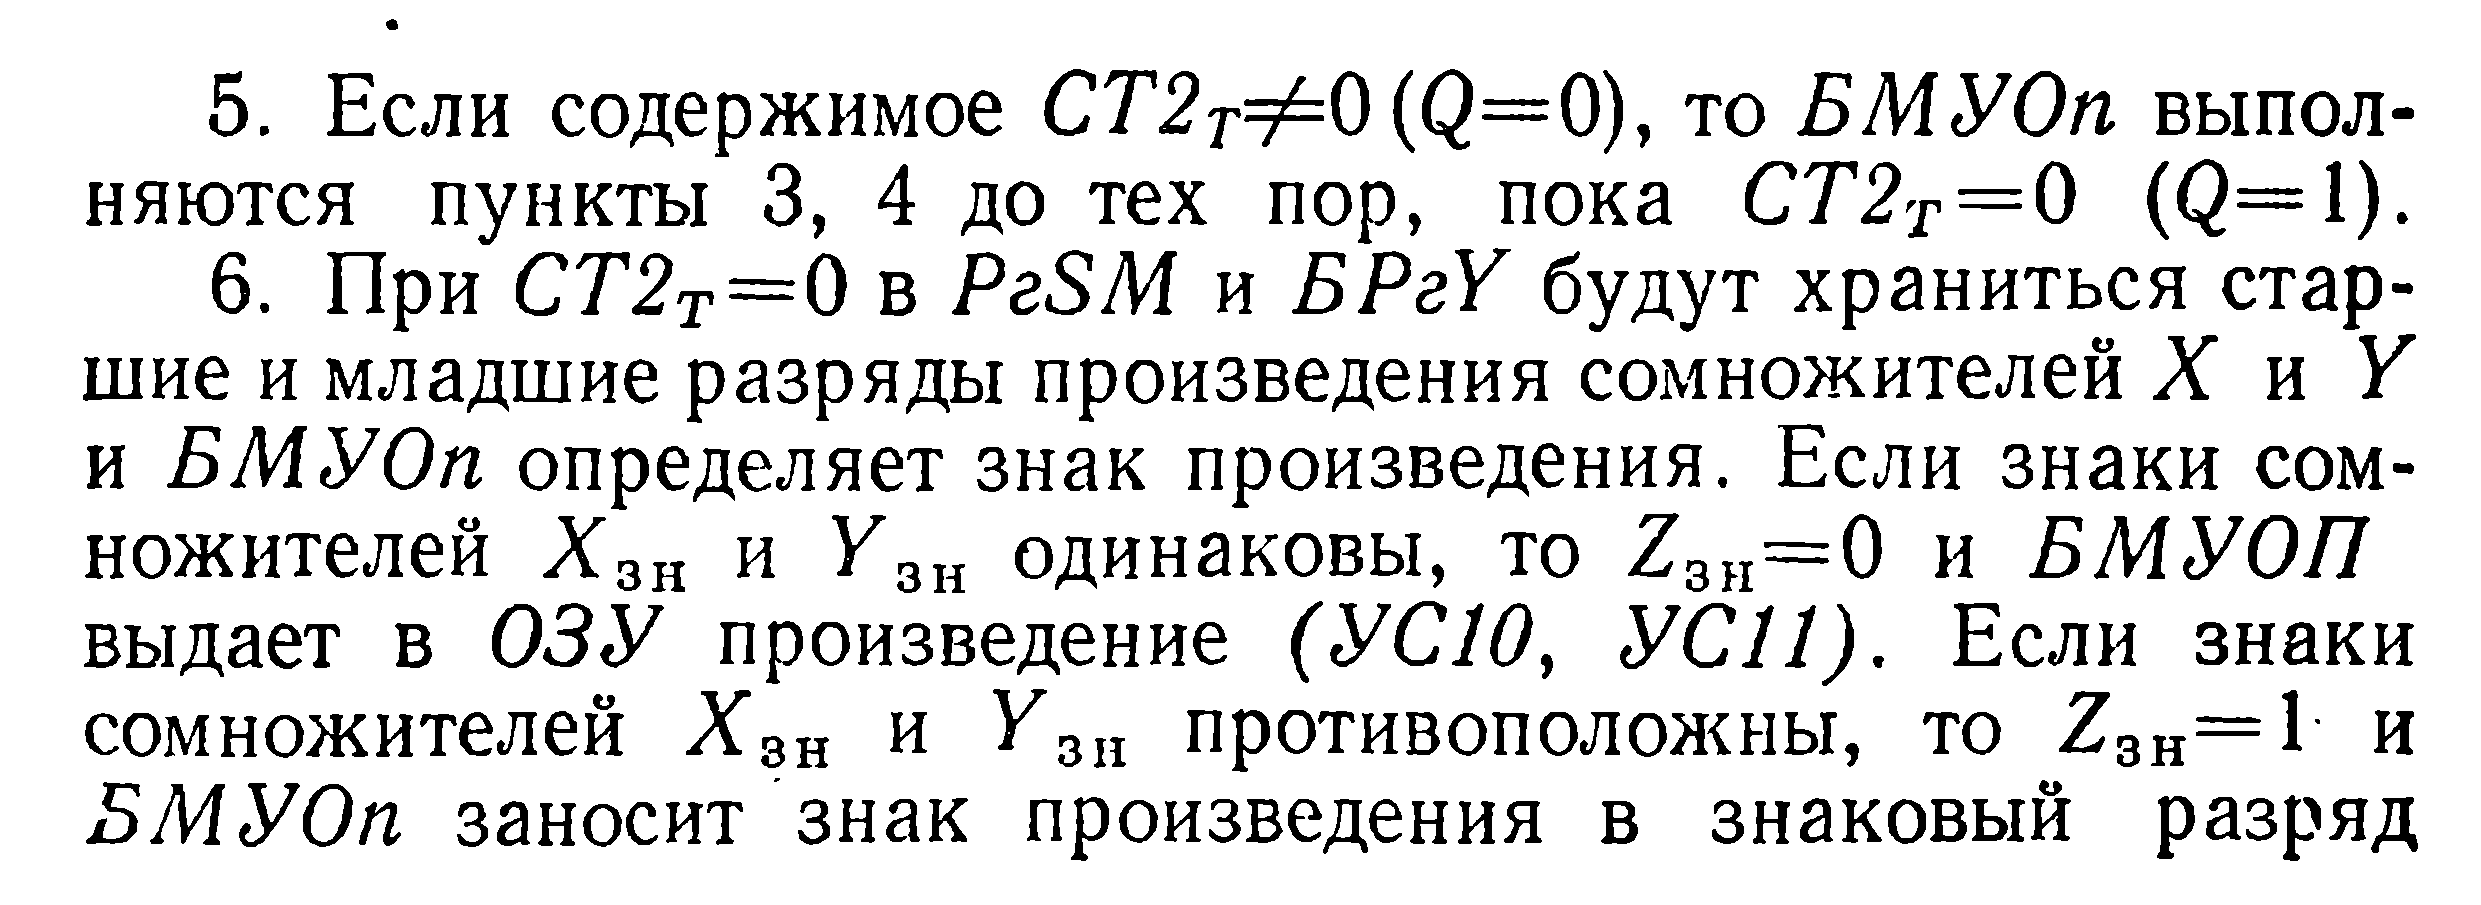 5. Если содержимое СТ2т≠0 (Q=0), то БМУОп выпол-
няются пункты 3, 4 до тех пор, пока СТ2т=0 (Q=1).
6. При СТ2т=0 в РгSM и БРгY будут храниться стар-
шие и младшие разряды произведения сомножителей X и Y
и БМУОп определяет знак произведения. Если знаки сом-
ножителей Xзн и Yзн одинаковы, то Zзн=0 и БМУОП
выдает в ОЗУ произведение (УС10, УС11). Если знаки
сомножителей Xзн и Yзн противоположны, то Zзн=1 и
БМУОп заносит знак произведения в знаковый разряд